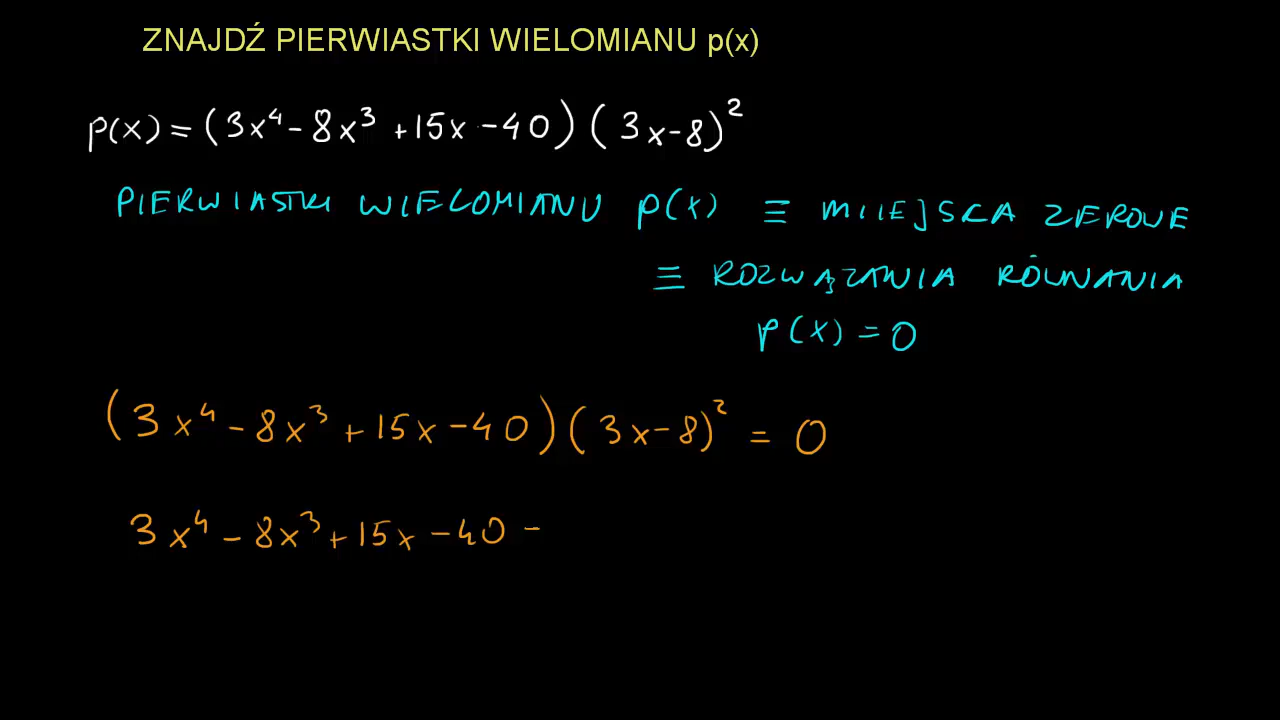 ZNAJDŹ PIERWIASTKI WIELOMIANU p(x)
p(x) = (3x⁴ - 8x³ + 15x - 40)(3x - 8)²
PIERWIASTKI WIELOMIANU p(x) ≡ MIEJSCA ZEROWE
≡ ROZWĄZANIA RÓWNANIA
p(x) = 0
(3x⁴ - 8x³ + 15x - 40)(3x - 8)² = 0
3x⁴ - 8x³ + 15x - 40 -